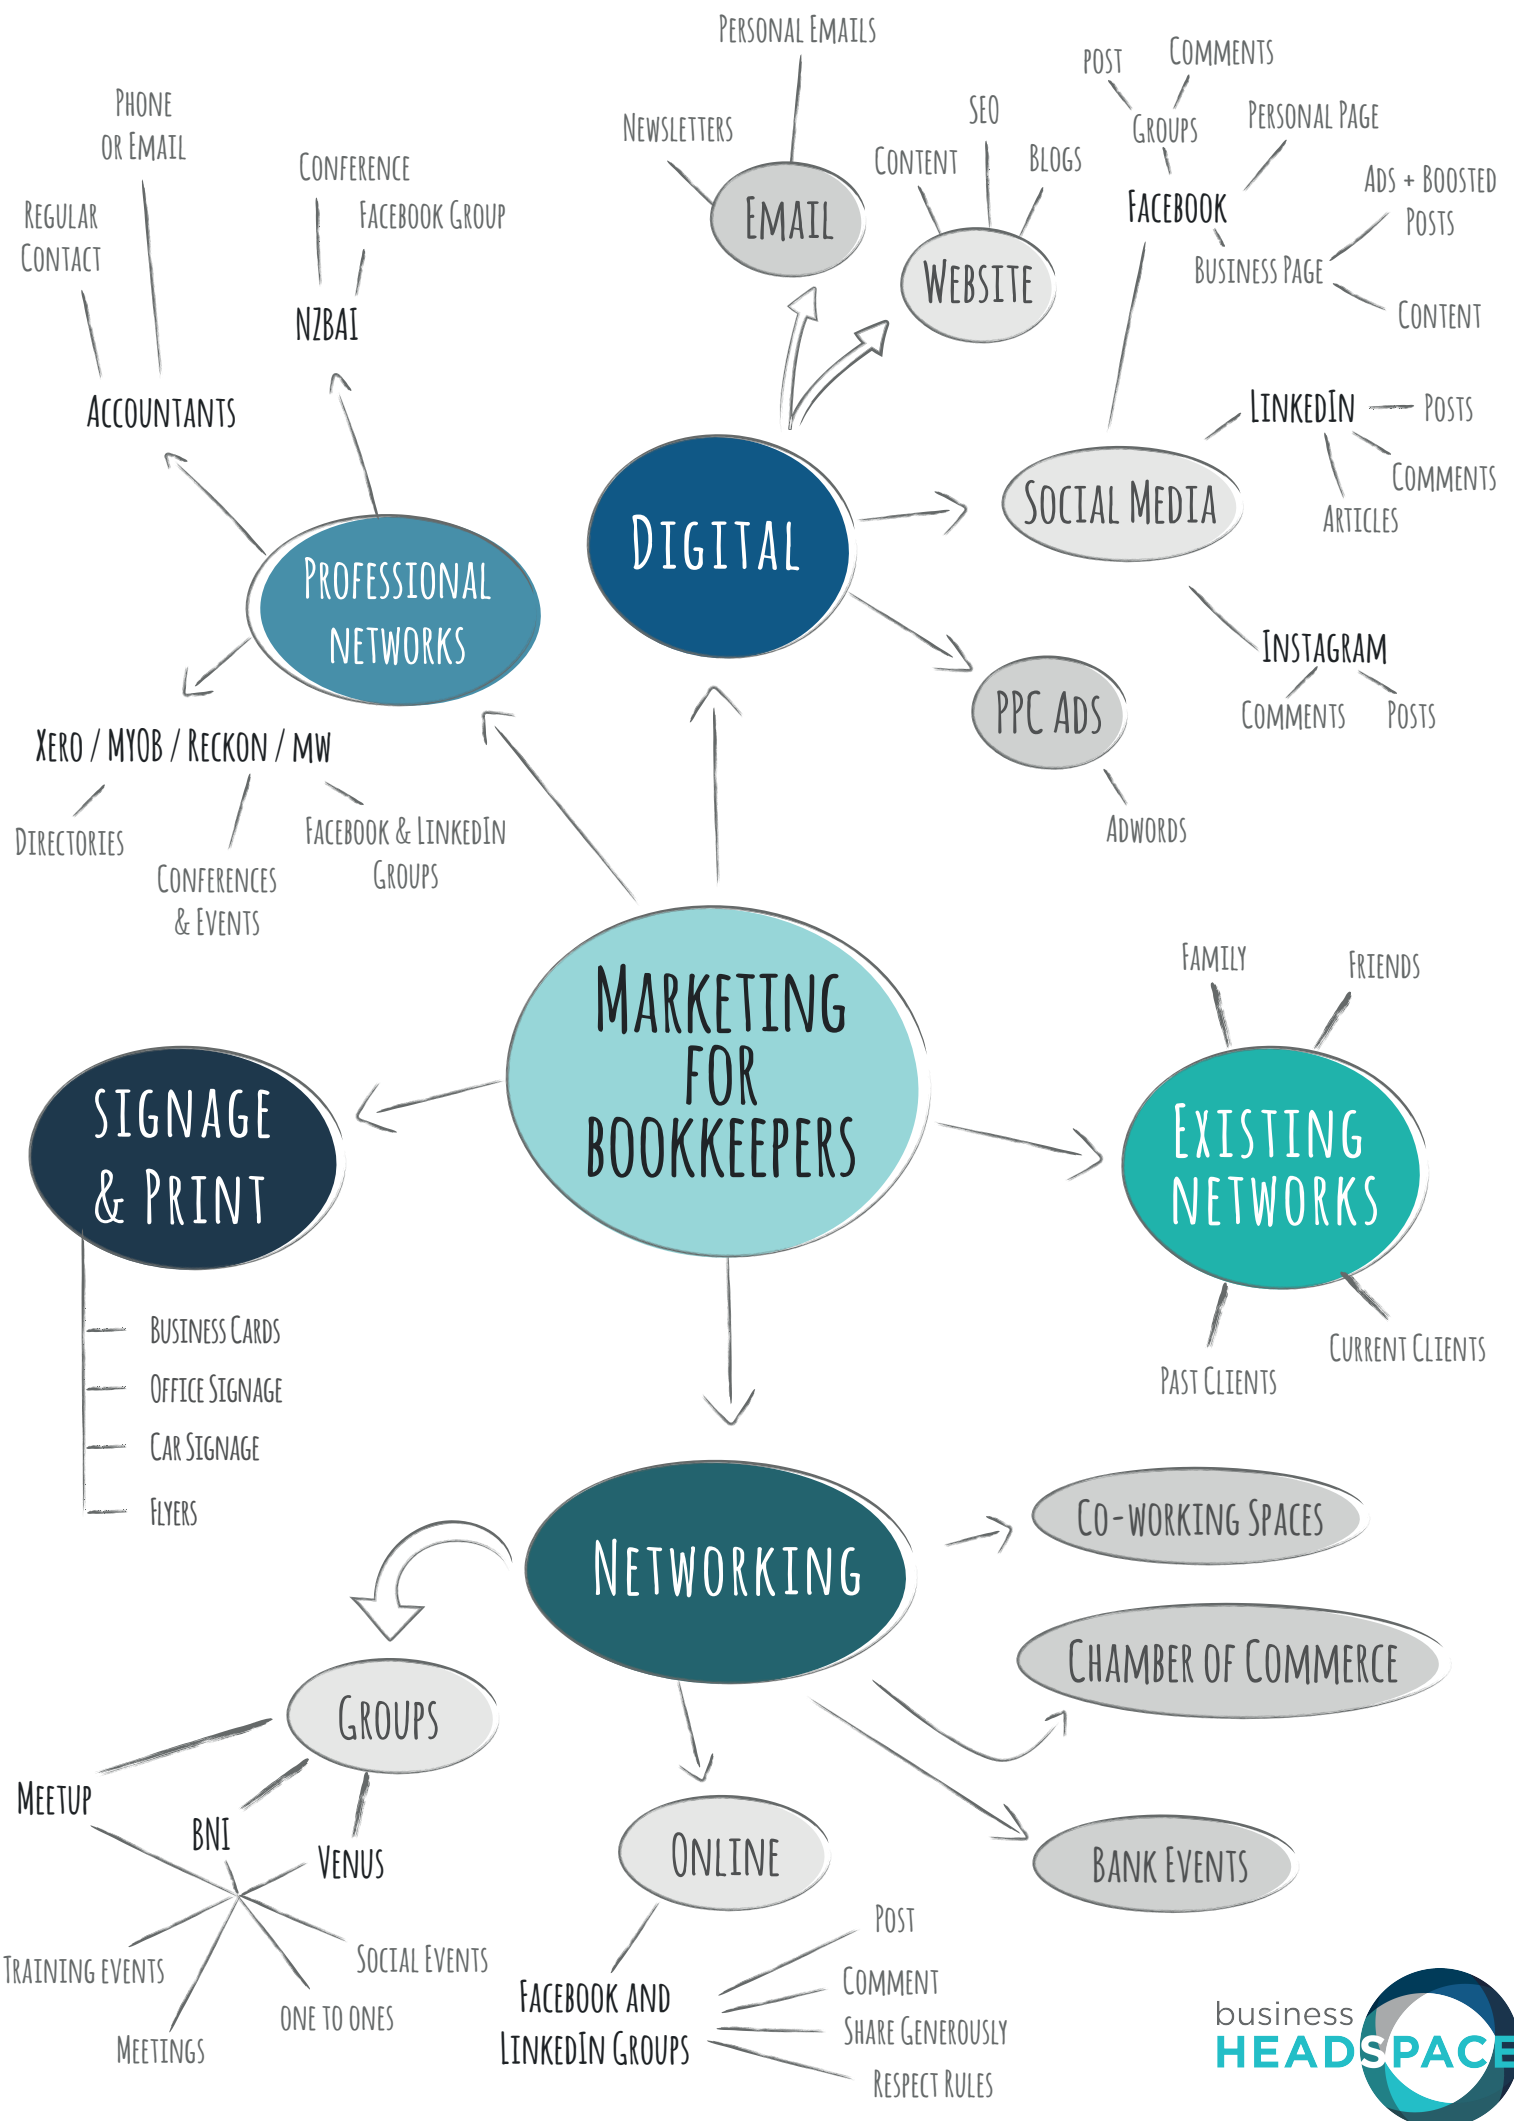 Personal Emails
Newsletters
Email
SEO
Content
Blogs
Website
post
Comments
Groups
Personal Page
Facebook
Ads + Boosted
Posts
Business Page
Content
LinkedIn
Posts
Comments
Articles
Social Media
Instagram
Comments
Posts
PPC Ads
Adwords
Digital
Phone
or Email
Regular
Contact
Accountants
Conference
Facebook Group
NZBAI
Professional
networks
Xero / MYOB / Reckon / mw
Directories
Conferences
& Events
Facebook & LinkedIn
Groups
Marketing
for
bookkeepers
signage
& Print
Business Cards
Office Signage
Car Signage
Flyers
Family
Friends
Existing
networks
Past Clients
Current Clients
Networking
Co-working Spaces
Chamber of Commerce
Bank Events
Groups
Meetup
BNI
Venus
Training events
Meetings
one to ones
Social Events
Online
Facebook and
LinkedIn Groups
Post
Comment
Share Generously
Respect Rules
business
HEADSPACE